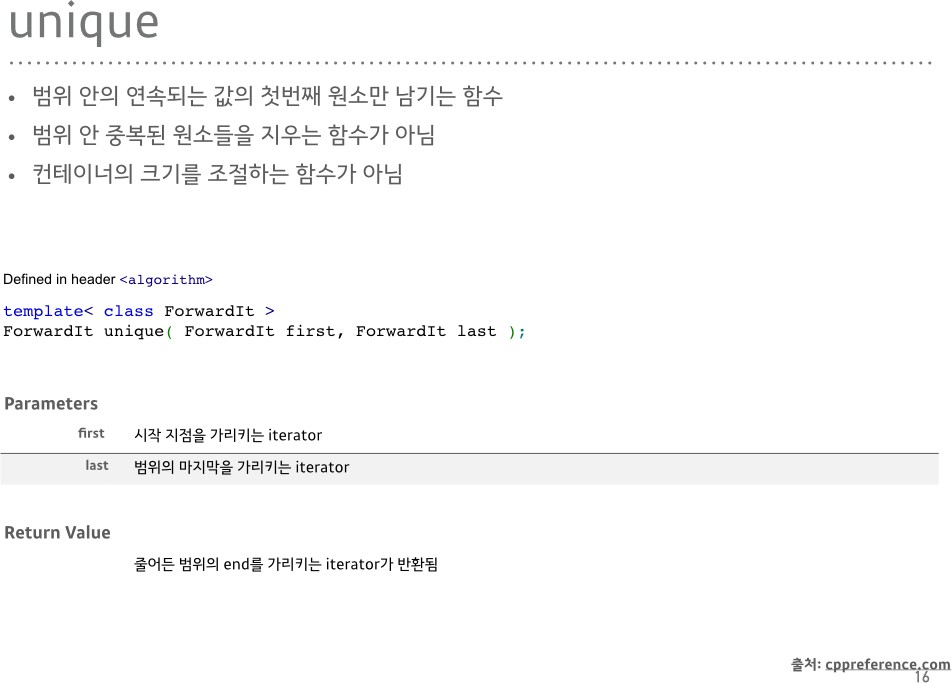 unique
• 범위 안의 연속되는 값의 첫번째 원소만 남기는 함수
• 범위 안 중복된 원소들을 지우는 함수가 아님
• 컨테이너의 크기를 조절하는 함수가 아님
Defined in header <algorithm>
template< class ForwardIt >
ForwardIt unique( ForwardIt first, ForwardIt last );
Parameters
first 시작 지점을 가리키는 iterator
last 범위의 마지막을 가리키는 iterator
Return Value
줄어든 범위의 end를 가리키는 iterator가 반환됨
출처: cppreference.com
16